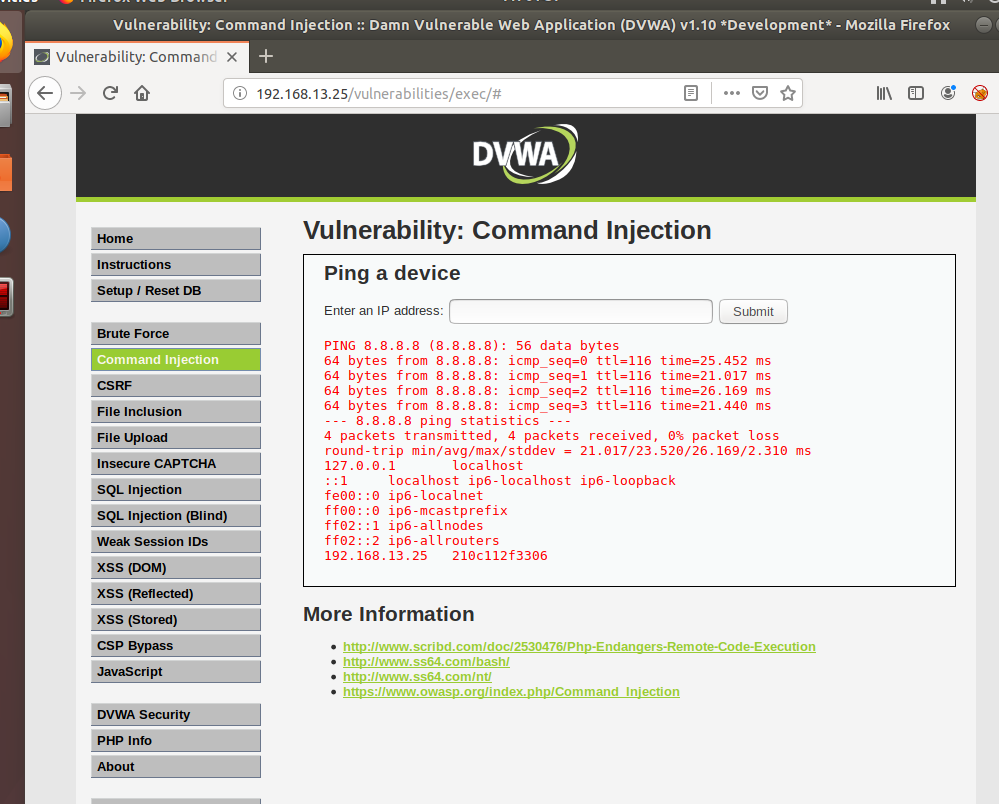 Vulnerability: Command Injection :: Damn Vulnerable Web Application (DVWA) v1.10 *Development* - Mozilla Firefox
Vulnerability: Command
192.168.13.25/vulnerabilities/exec/#
DVWA
Home
Instructions
Setup / Reset DB
Brute Force
Command Injection
CSRF
File Inclusion
File Upload
Insecure CAPTCHA
SQL Injection
SQL Injection (Blind)
Weak Session IDs
XSS (DOM)
XSS (Reflected)
XSS (Stored)
CSP Bypass
JavaScript
DVWA Security
PHP Info
About
Vulnerability: Command Injection
Ping a device
Enter an IP address:
Submit
PING 8.8.8.8 (8.8.8.8): 56 data bytes
64 bytes from 8.8.8.8: icmp_seq=0 ttl=116 time=25.452 ms
64 bytes from 8.8.8.8: icmp_seq=1 ttl=116 time=21.017 ms
64 bytes from 8.8.8.8: icmp_seq=2 ttl=116 time=26.169 ms
64 bytes from 8.8.8.8: icmp_seq=3 ttl=116 time=21.440 ms
--- 8.8.8.8 ping statistics ---
4 packets transmitted, 4 packets received, 0% packet loss
round-trip min/avg/max/stddev = 21.017/23.520/26.169/2.310 ms
127.0.0.1 localhost
::1 localhost ip6-localhost ip6-loopback
fe00::0 ip6-localnet
ff00::0 ip6-mcastprefix
ff02::1 ip6-allnodes
ff02::2 ip6-allrouters
192.168.13.25 210c112f3306
More Information
http://www.scribd.com/doc/2530476/Php-Endangers-Remote-Code-Execution
http://www.ss64.com/bash/
http://www.ss64.com/nt/
https://www.owasp.org/index.php/Command_Injection